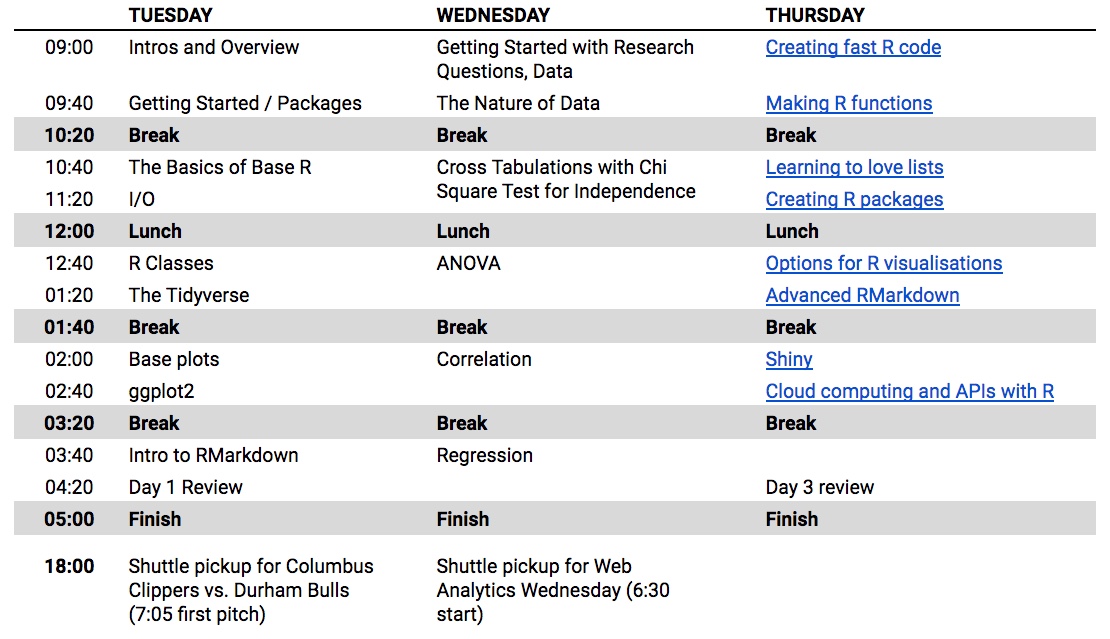 TUESDAY WEDNESDAY THURSDAY
09:00 Intros and Overview Getting Started with Research Creating fast R code
Questions, Data
09:40 Getting Started / Packages The Nature of Data Making R functions
10:20 Break Break Break
10:40 The Basics of Base R Cross Tabulations with Chi Learning to love lists
Square Test for Independence
11:20 I/O Creating R packages
12:00 Lunch Lunch Lunch
12:40 R Classes ANOVA Options for R visualisations
01:20 The Tidyverse Advanced RMarkdown
01:40 Break Break Break
02:00 Base plots Correlation Shiny
02:40 ggplot2 Cloud computing and APIs with R
03:20 Break Break Break
03:40 Intro to RMarkdown Regression
04:20 Day 1 Review Day 3 review
05:00 Finish Finish Finish
18:00 Shuttle pickup for Columbus Shuttle pickup for Web
Clippers vs. Durham Bulls Analytics Wednesday (6:30
(7:05 first pitch) start)